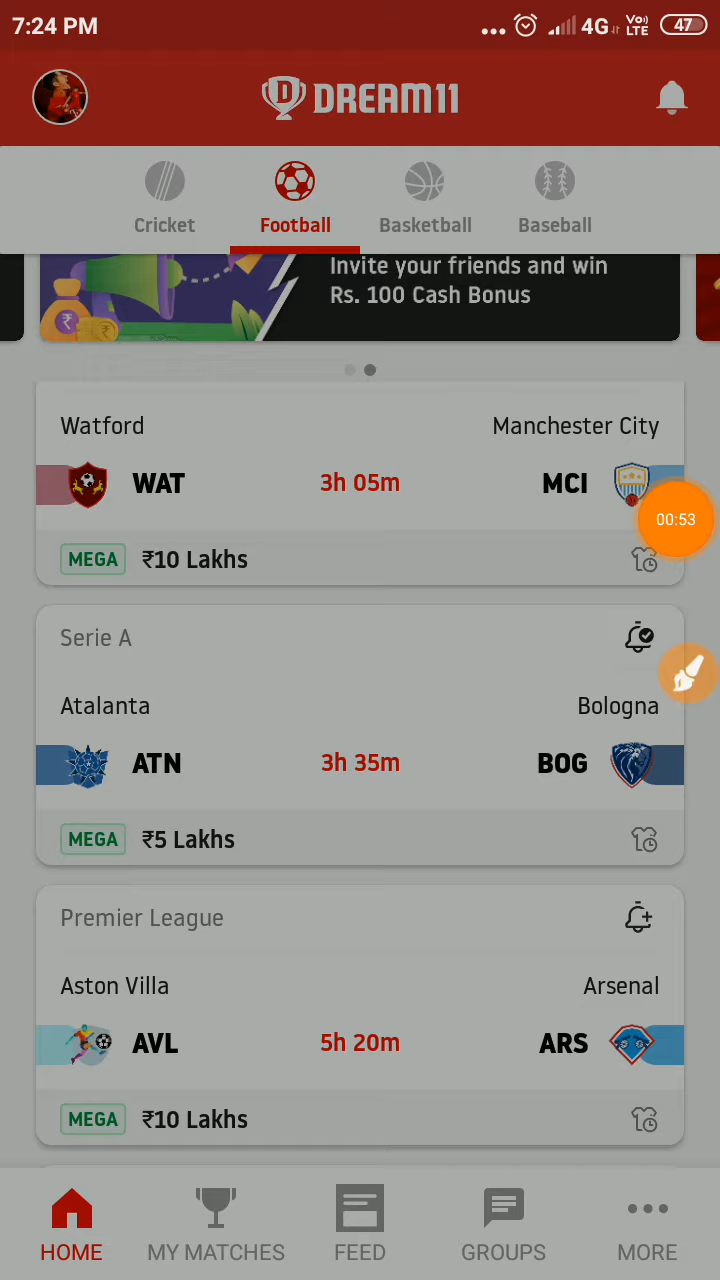 7:24 PM
4G
Vo)
LTE
47
DREAM11
Cricket
Football
Basketball
Baseball
Invite your friends and win
Rs. 100 Cash Bonus
Watford
Manchester City
WAT
3h 05m
MCI
00:53
MEGA
₹10 Lakhs
Serie A
Atalanta
Bologna
ATN
3h 35m
BOG
MEGA
₹5 Lakhs
Premier League
Aston Villa
Arsenal
AVL
5h 20m
ARS
MEGA
₹10 Lakhs
HOME
MY MATCHES
FEED
GROUPS
MORE